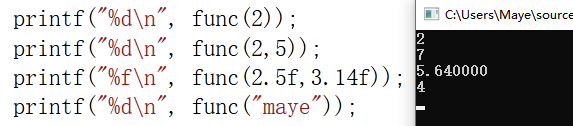 printf("%d\n", func(2));
printf("%d\n", func(2,5));
printf("%f\n", func(2.5f,3.14f));
printf("%d\n", func("maye"));
C:\Users\Maye\source
2
7
5.640000
4